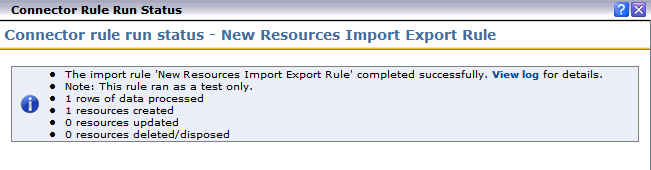 Connector Rule Run Status
Connector rule run status - New Resources Import Export Rule
The import rule 'New Resources Import Export Rule' completed successfully. View log for details.
Note: This rule ran as a test only.
1 rows of data processed
1 resources created
0 resources updated
0 resources deleted/disposed